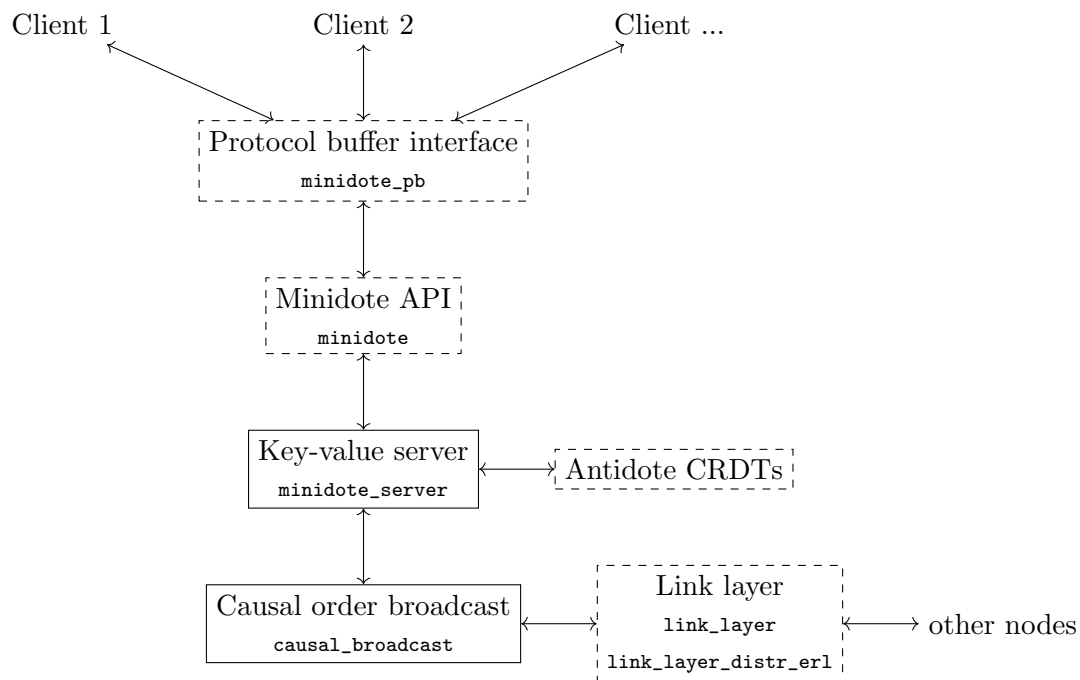 Client 1
Client 2
Client ...
Protocol buffer interface
minidote_pb
Minidote API
minidote
Key-value server
minidote_server
Antidote CRDTs
Causal order broadcast
causal_broadcast
Link layer
link_layer
link_layer_distr_erl
other nodes